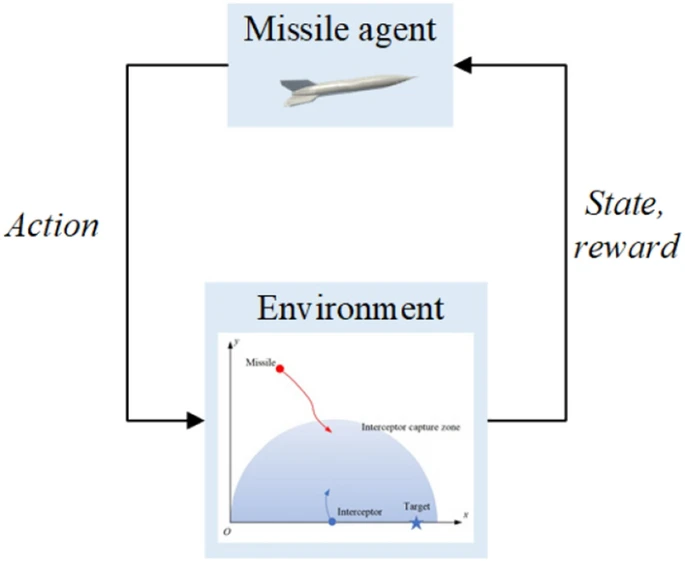 Missile agent
Action
State,
reward
Environment
y
Missile
Interceptor capture zone
Interceptor
Target
x
O